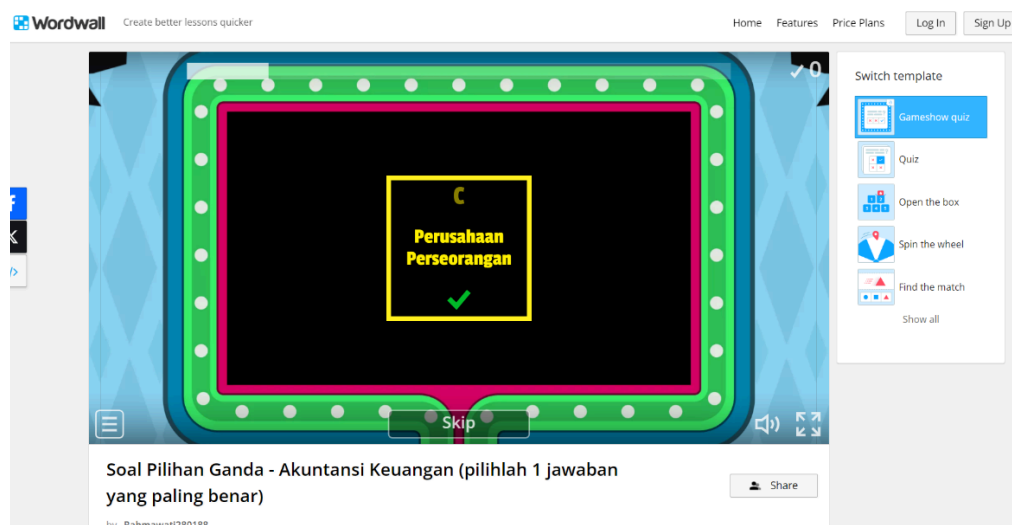 Wordwall Create better lessons quicker Home Features Price Plans Log In Sign Up
0
C
Perusahaan
Perseorangan
Skip
Soal Pilihan Ganda - Akuntansi Keuangan (pilihlah 1 jawaban
yang paling benar)
Share
Switch template
Gameshow quiz
Quiz
Open the box
Spin the wheel
Find the match
Show all